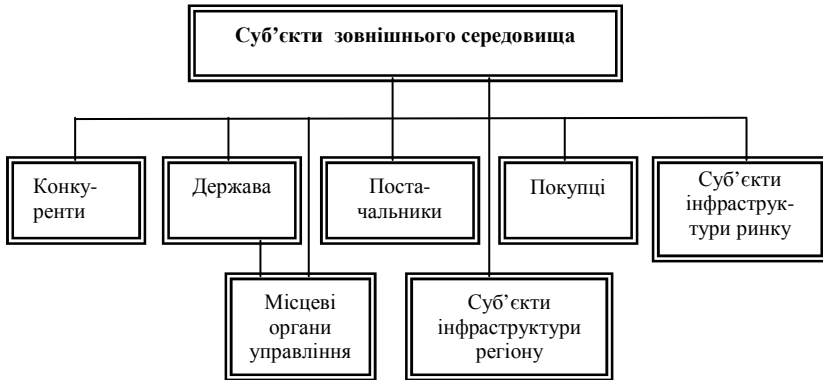 Суб’єкти зовнішнього середовища
Конку-
ренти
Держава
Поста-
чальники
Покупці
Суб’єкти
інфраструк-
тури ринку
Місцеві
органи
управління
Суб’єкти
інфраструктури
регіону